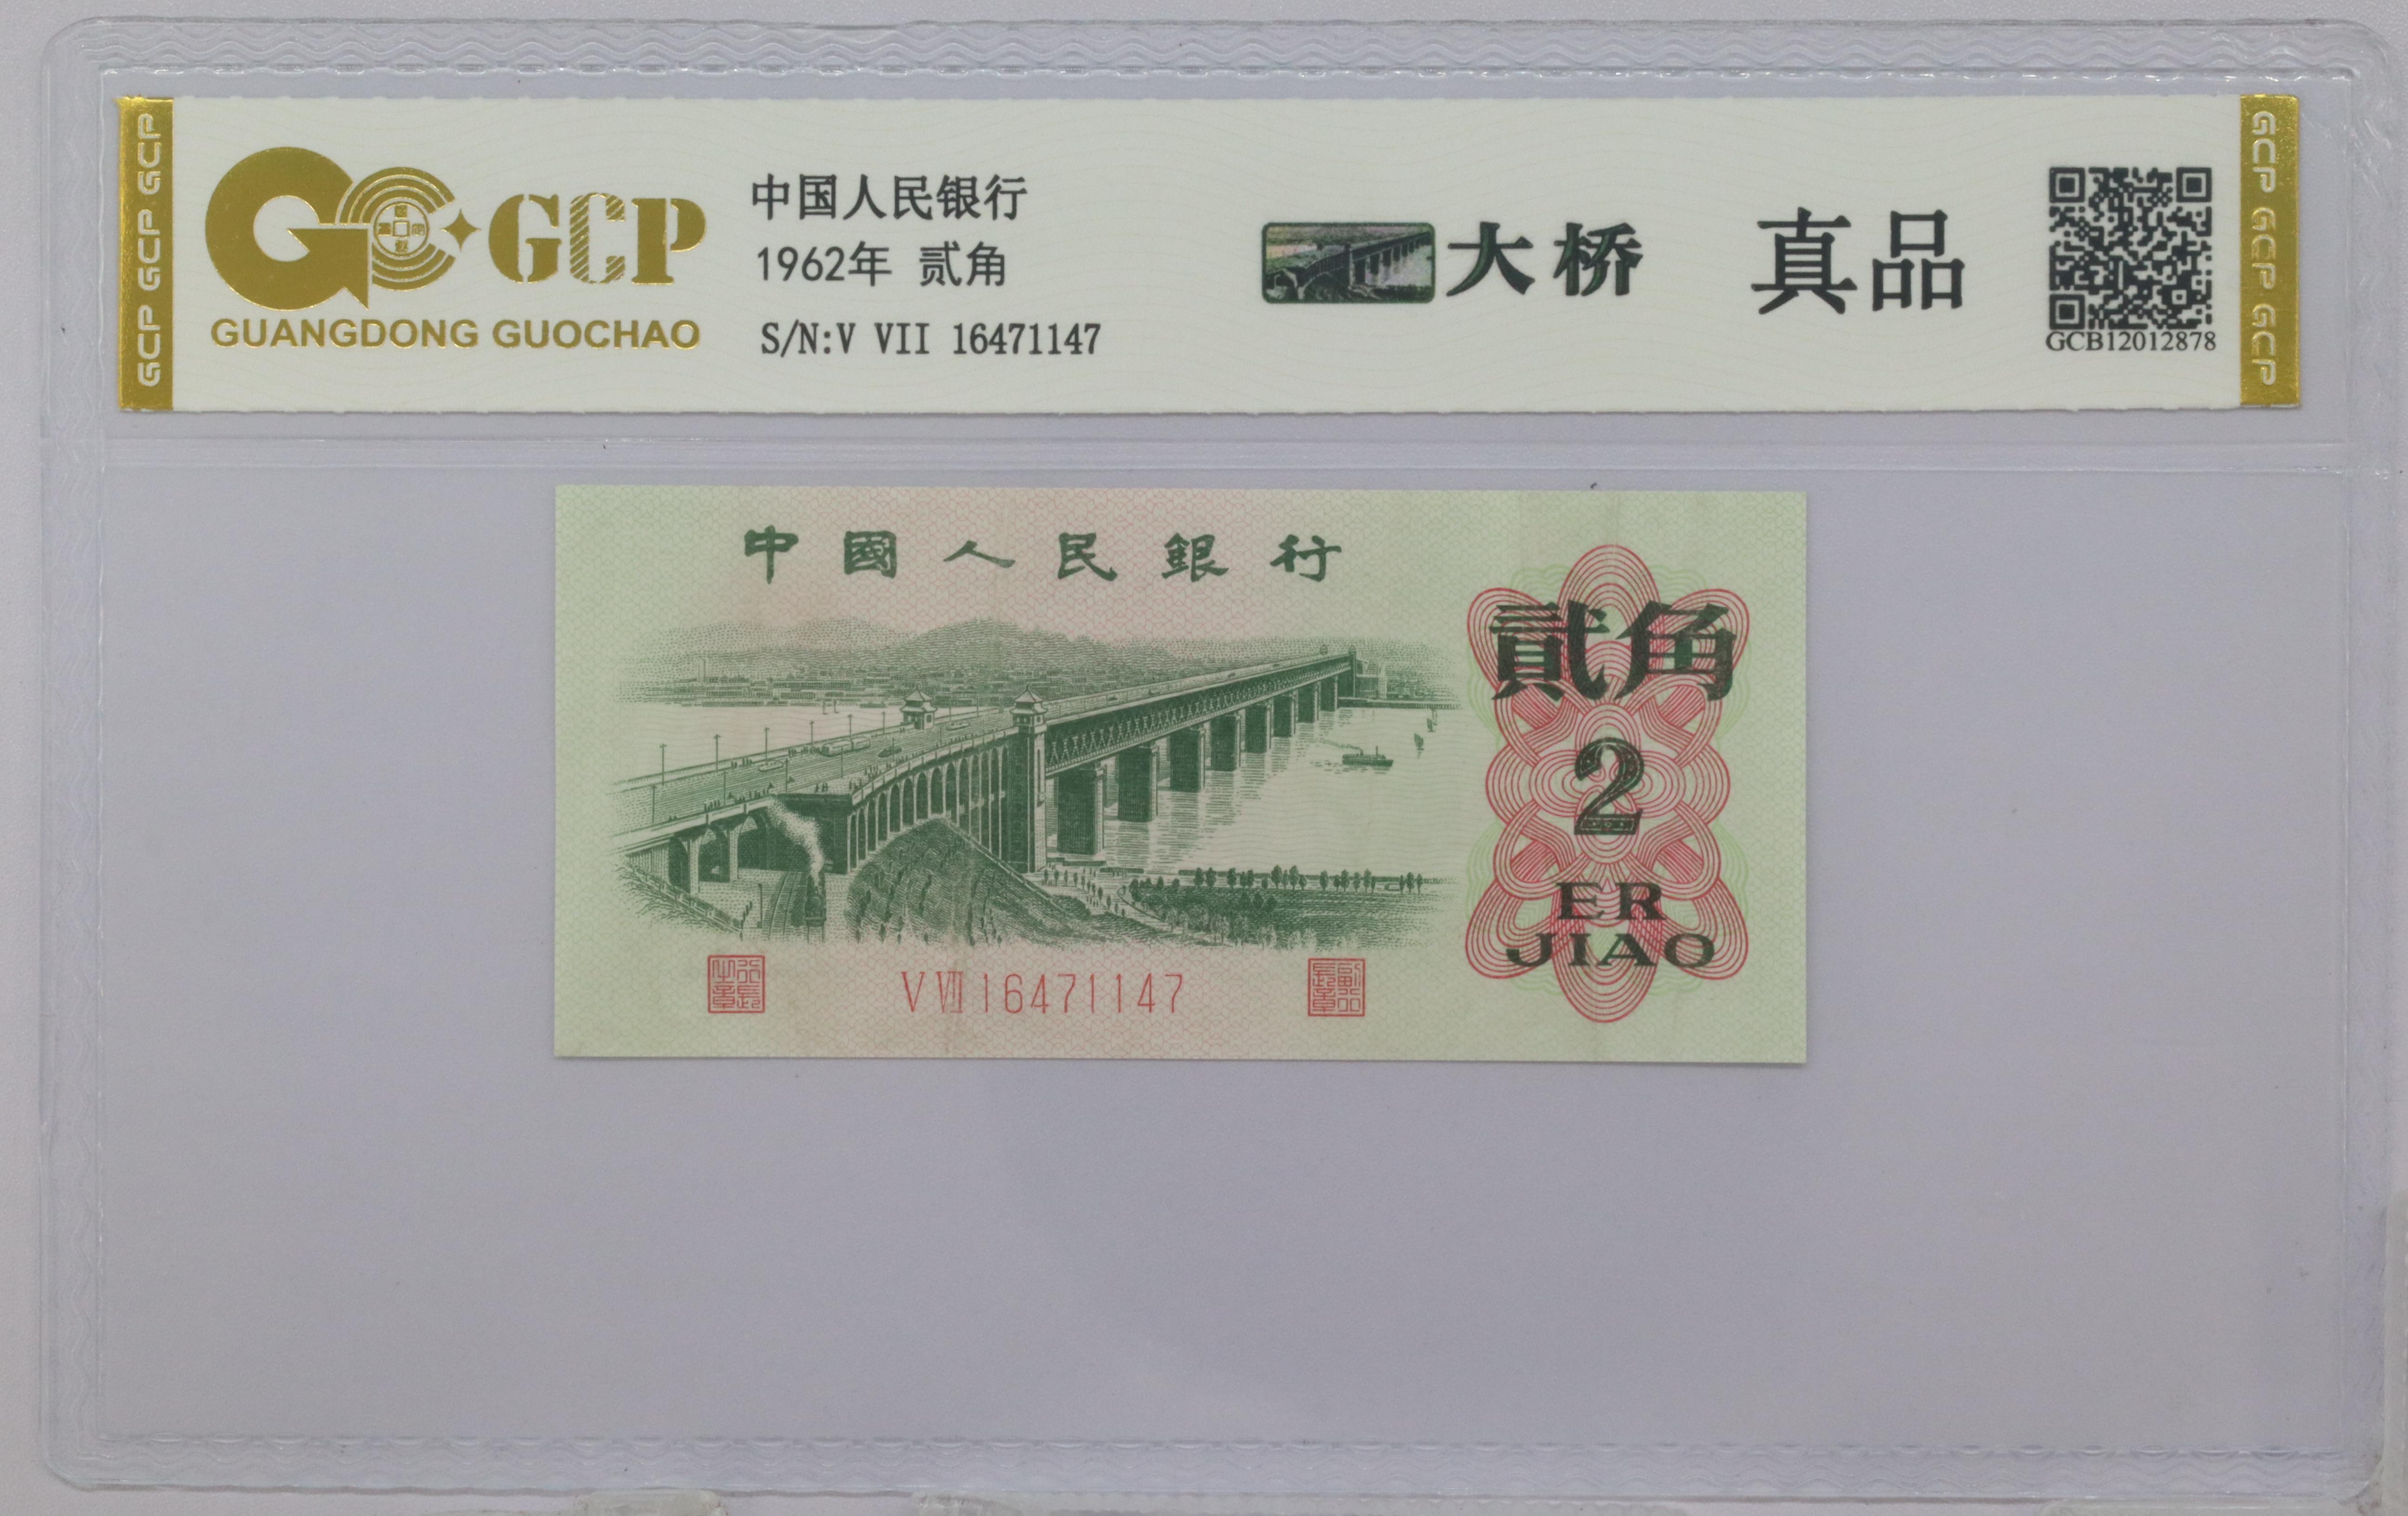 GCP GCP GCP
GCP
GUANGDONG GUOCHAO
中国人民银行
1962年 贰角
S/N:V VII 16471147
大桥
真品
GCB12012878
GCP GCP GCP
中國人民銀行
貳角
2
ER
JIAO
V VII 16471147